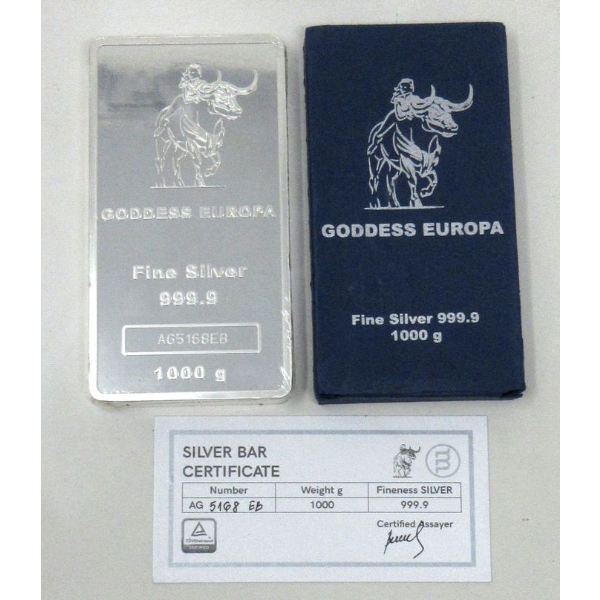 GODDESS EUROPA
Fine Silver
999.9
AG5168EB
1000 g
GODDESS EUROPA
Fine Silver 999.9
1000 g
SILVER BAR
CERTIFICATE
Number Weight g Fineness SILVER
AG 5168 EB 1000 999.9
Certified Assayer